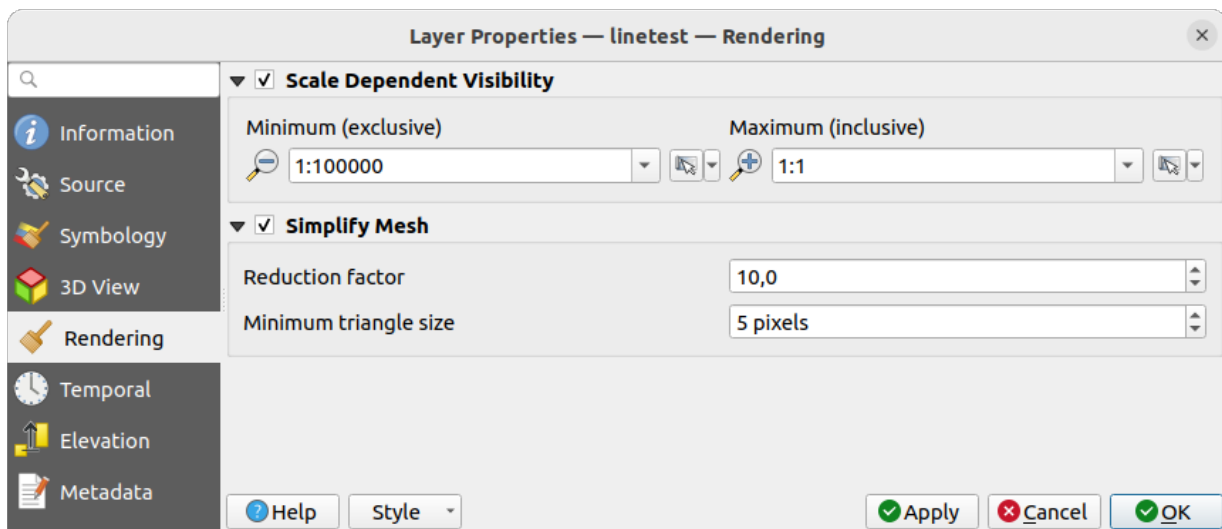 Layer Properties — linetest — Rendering
Information
Source
Symbology
3D View
Rendering
Temporal
Elevation
Metadata
Scale Dependent Visibility
Minimum (exclusive) Maximum (inclusive)
1:100000 1:1
Simplify Mesh
Reduction factor 10,0
Minimum triangle size 5 pixels
Help Style Apply Cancel OK